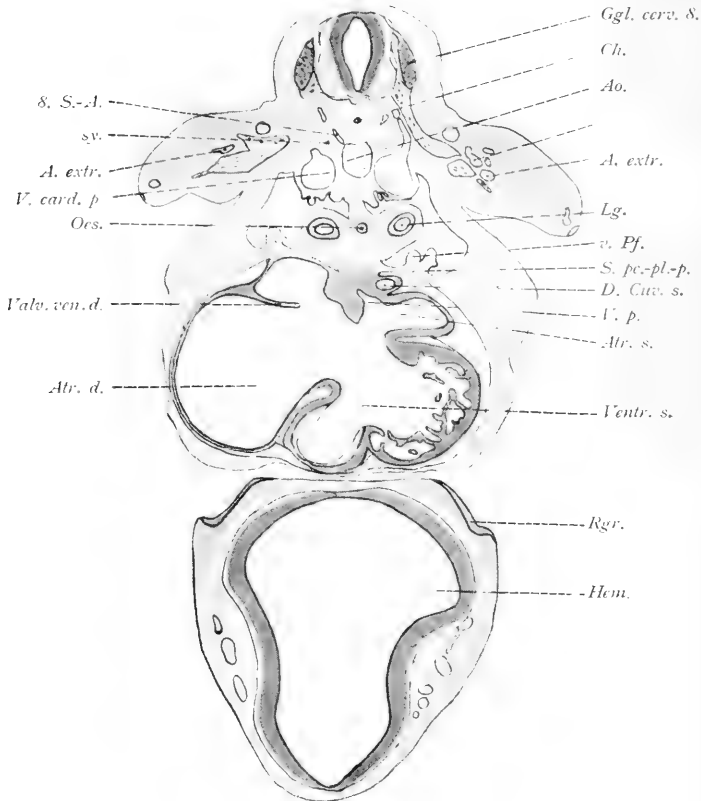 Ggl. cerv. 8.
Ch.
8. S.-A.
Ao.
sy.
A. extr.
A. extr.
V. card. p
Lg.
Oes.
v. Pf.
S. pc.-pl.-p.
D. Cuv. s.
Valv. ven. d.
V. p.
Atr. s.
Atr. d.
Ventr. s.
Rgr.
Hem.